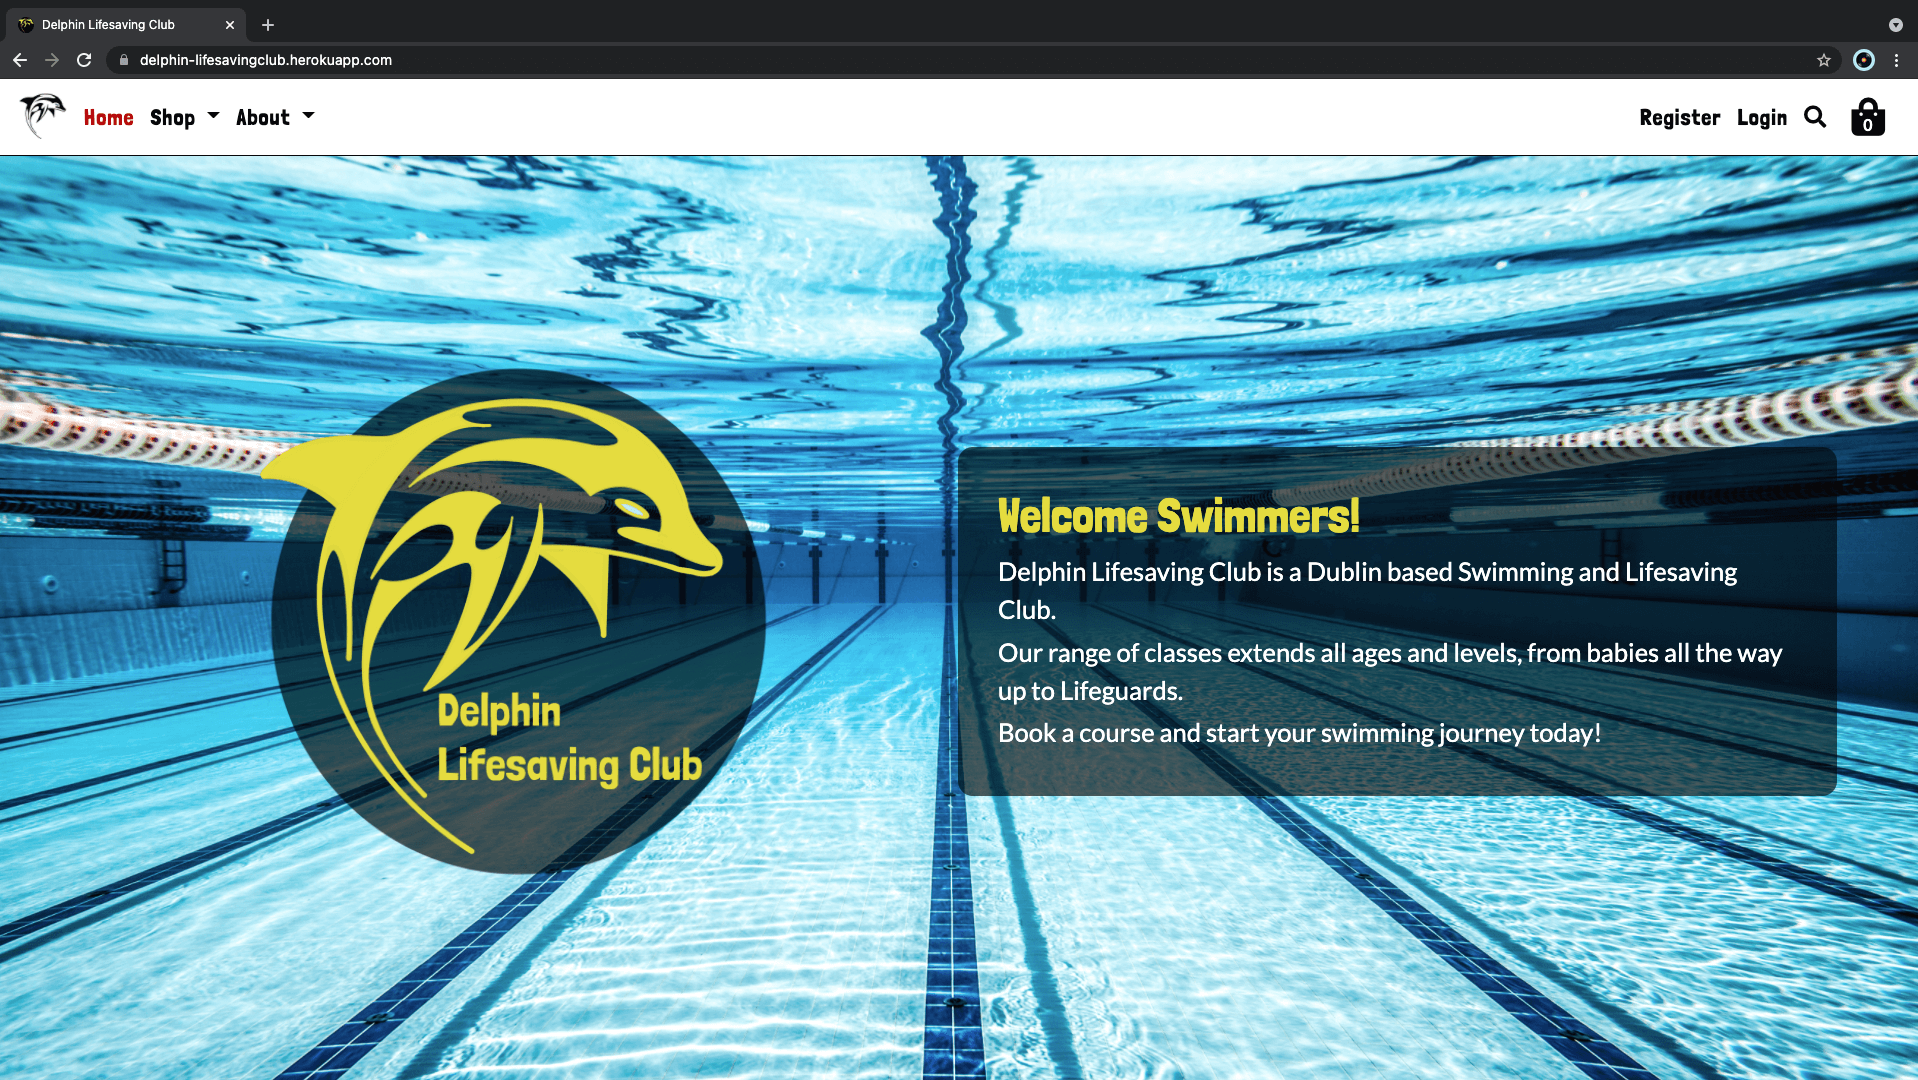 Delphin Lifesaving Club
delphin-lifesavingclub.herokuapp.com
Home Shop About Register Login
0
Welcome Swimmers!
Delphin Lifesaving Club is a Dublin based Swimming and Lifesaving
Club.
Our range of classes extends all ages and levels, from babies all the way
up to Lifeguards.
Book a course and start your swimming journey today!
Delphin
Lifesaving Club